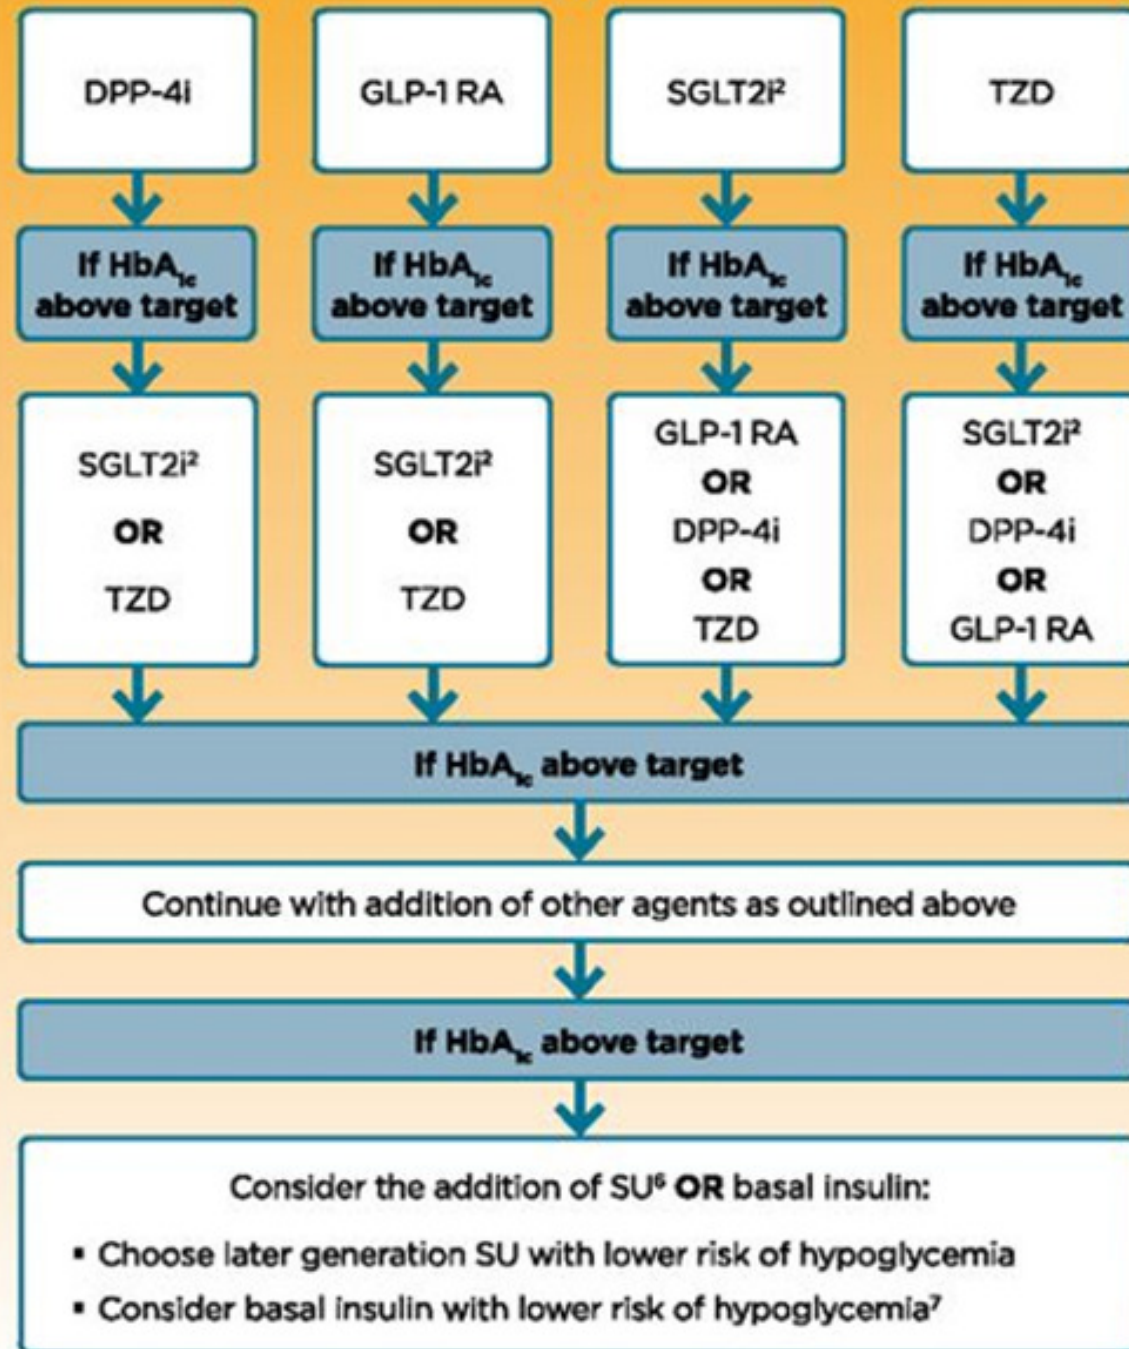 DPP-4i
GLP-1 RA
SGLT2i²
TZD
If HbA₁c
above target
If HbA₁c
above target
If HbA₁c
above target
If HbA₁c
above target
SGLT2i²
OR
TZD
SGLT2i²
OR
TZD
GLP-1 RA
OR
DPP-4i
OR
TZD
SGLT2i²
OR
DPP-4i
OR
GLP-1 RA
If HbA₁c above target
Continue with addition of other agents as outlined above
If HbA₁c above target
Consider the addition of SU⁶ OR basal insulin:
▪ Choose later generation SU with lower risk of hypoglycemia
▪ Consider basal insulin with lower risk of hypoglycemia⁷